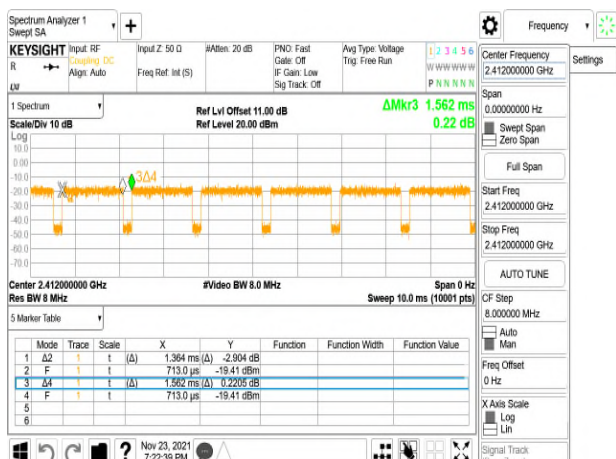 Spectrum Analyzer 1
Swept SA
+
Frequency
KEYSIGHT
R
Input: RF
Coupling: DC
Align: Auto
Input Z: 50 Ω
Freq Ref: Int (S)
#Atten: 20 dB
PNO: Fast
Gate: Off
IF Gain: Low
Sig Track: Off
Avg Type: Voltage
Trig: Free Run
1 2 3 4 5 6
W W W W W W
P N N N N N
1 Spectrum
Scale/Div 10 dB
Ref Lvl Offset 11.00 dB
Ref Level 20.00 dBm
ΔMkr3 1.562 ms
0.22 dB
Log
10.0
0.00
-10.0
-20.0
-30.0
-40.0
-50.0
-60.0
-70.0
3Δ4
Center 2.412000000 GHz
Res BW 8 MHz
#Video BW 8.0 MHz
Span 0 Hz
Sweep 10.0 ms (10001 pts)
5 Marker Table
Mode Trace Scale X Y Function Function Width Function Value
1 Δ2 1 t (Δ) 1.364 ms (Δ) -2.904 dB
2 F 1 t 713.0 µs -19.41 dBm
3 Δ4 1 t (Δ) 1.562 ms (Δ) 0.2205 dB
4 F 1 t 713.0 µs -19.41 dBm
5
6
?
Nov 23, 2021
7:22:39 PM
Center Frequency
2.412000000 GHz
Settings
Span
0.00000000 Hz
Swept Span
Zero Span
Full Span
Start Freq
2.412000000 GHz
Stop Freq
2.412000000 GHz
AUTO TUNE
CF Step
8.000000 MHz
Auto
Man
Freq Offset
0 Hz
X Axis Scale
Log
Lin
Signal Track